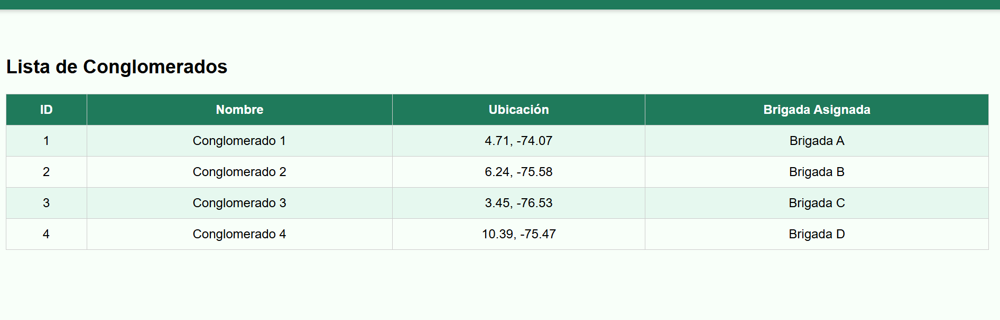 Lista de Conglomerados
ID Nombre Ubicación Brigada Asignada
1 Conglomerado 1 4.71, -74.07 Brigada A
2 Conglomerado 2 6.24, -75.58 Brigada B
3 Conglomerado 3 3.45, -76.53 Brigada C
4 Conglomerado 4 10.39, -75.47 Brigada D